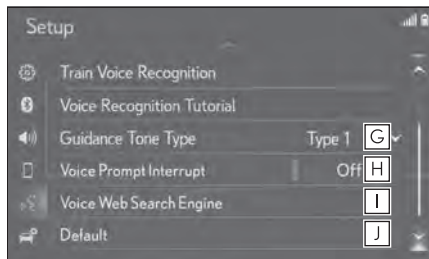 Setup
Train Voice Recognition
Voice Recognition Tutorial
Guidance Tone Type Type 1 G
Voice Prompt Interrupt Off H
Voice Web Search Engine I
Default J